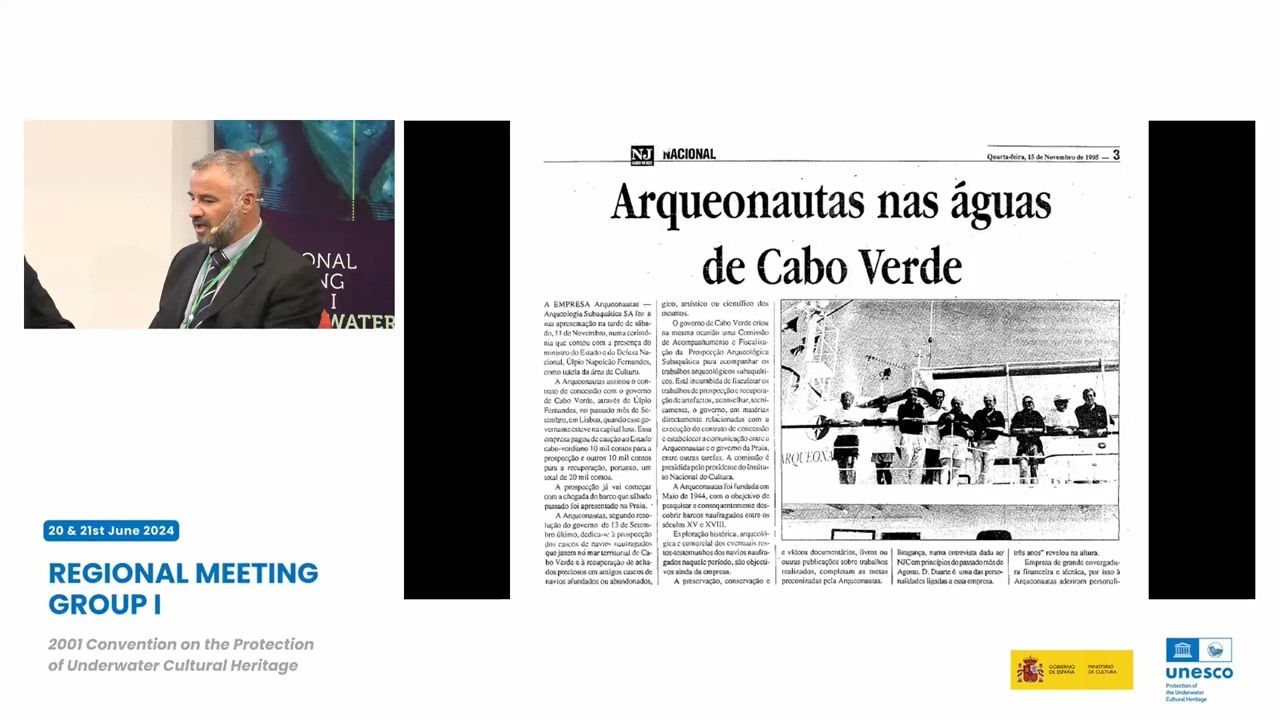 ONAL
NG
I
WATER
20 & 21st June 2024
REGIONAL MEETING
GROUP I
2001 Convention on the Protection
of Underwater Cultural Heritage
NJ NACIONAL
Quarta-feira, 15 de Novembro de 1995 — 3
Arqueonautas nas águas
de Cabo Verde
A EMPRESA Arqueonautas —
Arqueologia Subaquática SA fez a
sua apresentação na tarde de sába-
do, 11 de Novembro, numa cerimó-
nia que contou com a presença do
ministro do Estado e da Defesa Na-
cional, Úlpio Napoleão Fernandes,
como tutela da área de Cultura.
A Arqueonautas assinou o con-
trato de concessão com o governo
de Cabo Verde, através de Úlpio
Fernandes, no passado mês de Se-
tembro, em Lisboa, quando esse go-
vernante esteve na capital lusa. Essa
empresa pagou de caução ao Estado
cabo-verdiano 10 mil contos para a
prospecção e outros 10 mil contos
para a recuperação, portanto, um
total de 20 mil contos.
A prospecção já vai começar
com a chegada do barco que sábado
passado foi apresentado na Praia.
A Arqueonautas, segundo reso-
lução do governo de 13 de Setem-
bro último, dedica-se à prospecção
dos cascos de navios naufragados
que jazem no mar territorial de Ca-
bo Verde e à recuperação de acha-
dos preciosos em antigos cascos de
navios afundados ou abandonados,
gico, artístico ou científico dos
mesmos.
O governo de Cabo Verde criou
na mesma ocasião uma Comissão
de Acompanhamento e Fiscaliza-
ção da Prospecção Arqueológica
Subaquática para acompanhar os
trabalhos arqueológicos subaquáti-
cos. Está incumbida de fiscalizar os
trabalhos de prospecção e recupera-
ção de artefactos, aconselhar, tecni-
camente, o governo, em matérias
directamente relacionadas com a
execução do contrato de concessão
e estabelecer a comunicação entre a
Arqueonautas e o governo da Praia,
entre outras tarefas. A comissão é
presidida pelo presidente do Institu-
to Nacional de Cultura.
A Arqueonautas foi fundada em
Maio de 1944, com o objectivo de
pesquisar e consequentemente des-
cobrir barcos naufragados entre os
séculos XV e XVIII.
Exploração histórica, arqueoló-
gica e comercial dos eventuais res-
tos-testemunhos dos navios naufra-
gados naquele período, são objecti-
vos ainda da empresa.
A preservação, conservação e
ARQUEONA
e vídeos documentários, livros ou
outras publicações sobre trabalhos
realizados, completam as metas
preconizadas pela Arqueonautas.
Bragança, numa entrevista dada ao
NJC em princípios do passado mês de
Agosto. D. Duarte é uma das perso-
nalidades ligadas a essa empresa.
três anos" revelou na altura.
Empresa de grande envergadu-
ra financeira e técnica, por isso à
Arqueonautas aderiram personali-
GOBIERNO
DE ESPAÑA
MINISTERIO
DE CULTURA
unesco
Protection of
the Underwater
Cultural Heritage